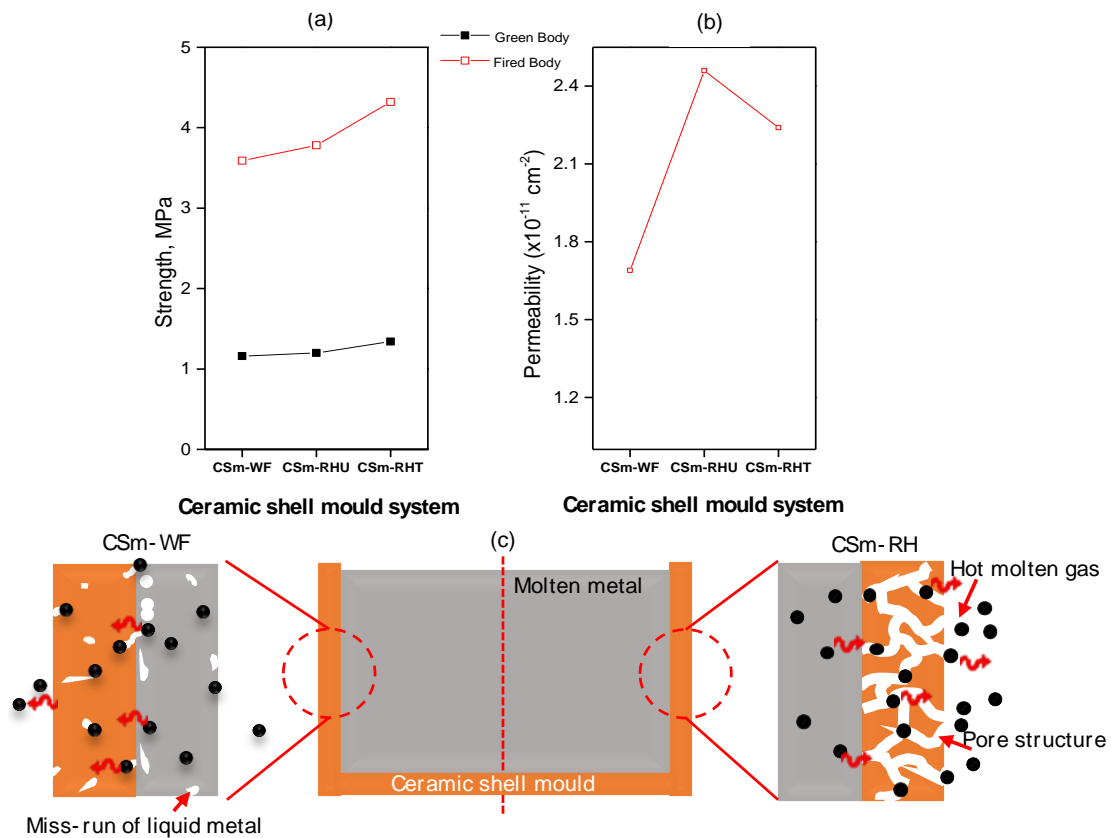 (a)
Green Body
Fired Body
5
4
3
2
1
0
Strength, MPa
CSm-WF CSm-RHU CSm-RHT
Ceramic shell mould system
(b)
2.4
2.1
1.8
1.5
1.2
Permeability (x10⁻¹¹ cm⁻²)
CSm-WF CSm-RHU CSm-RHT
Ceramic shell mould system
(c)
CSm-WF
Miss-run of liquid metal
Molten metal
Ceramic shell mould
CSm-RH
Hot molten gas
Pore structure